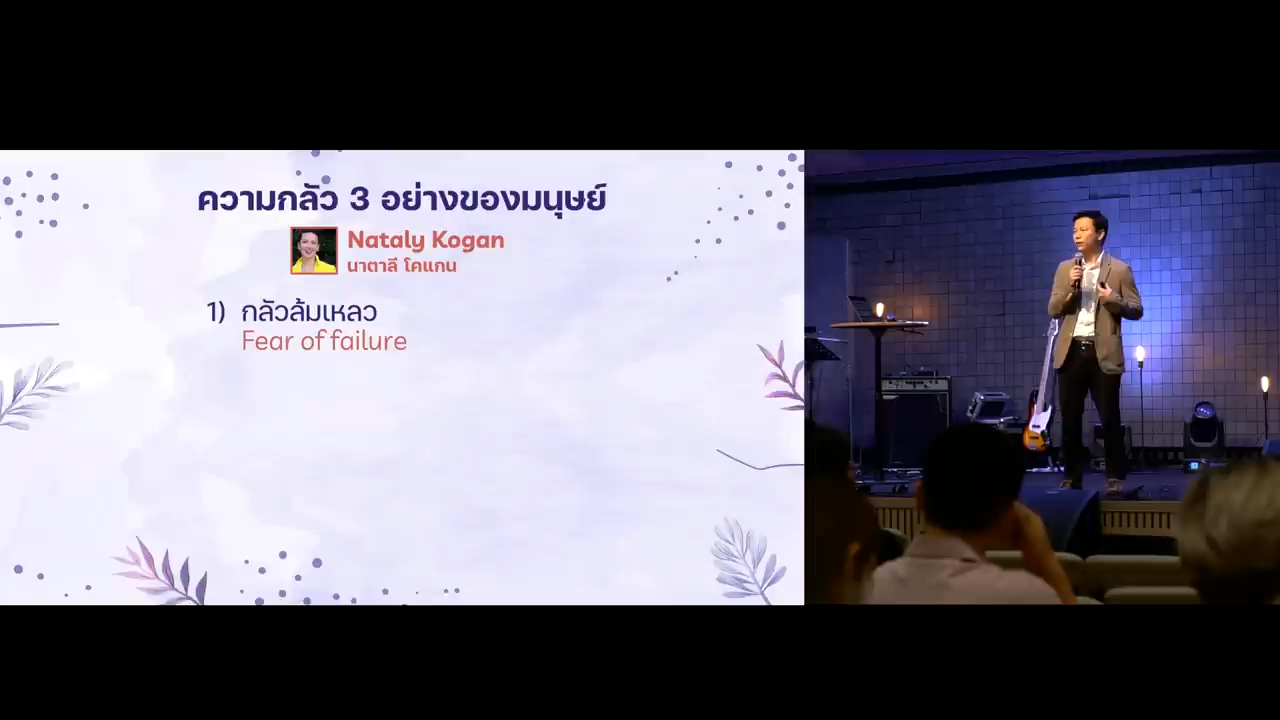 ความกลัว 3 อย่างของมนุษย์
Nataly Kogan
นาตาลี โคแกน
1) กลัวล้มเหลว
Fear of failure